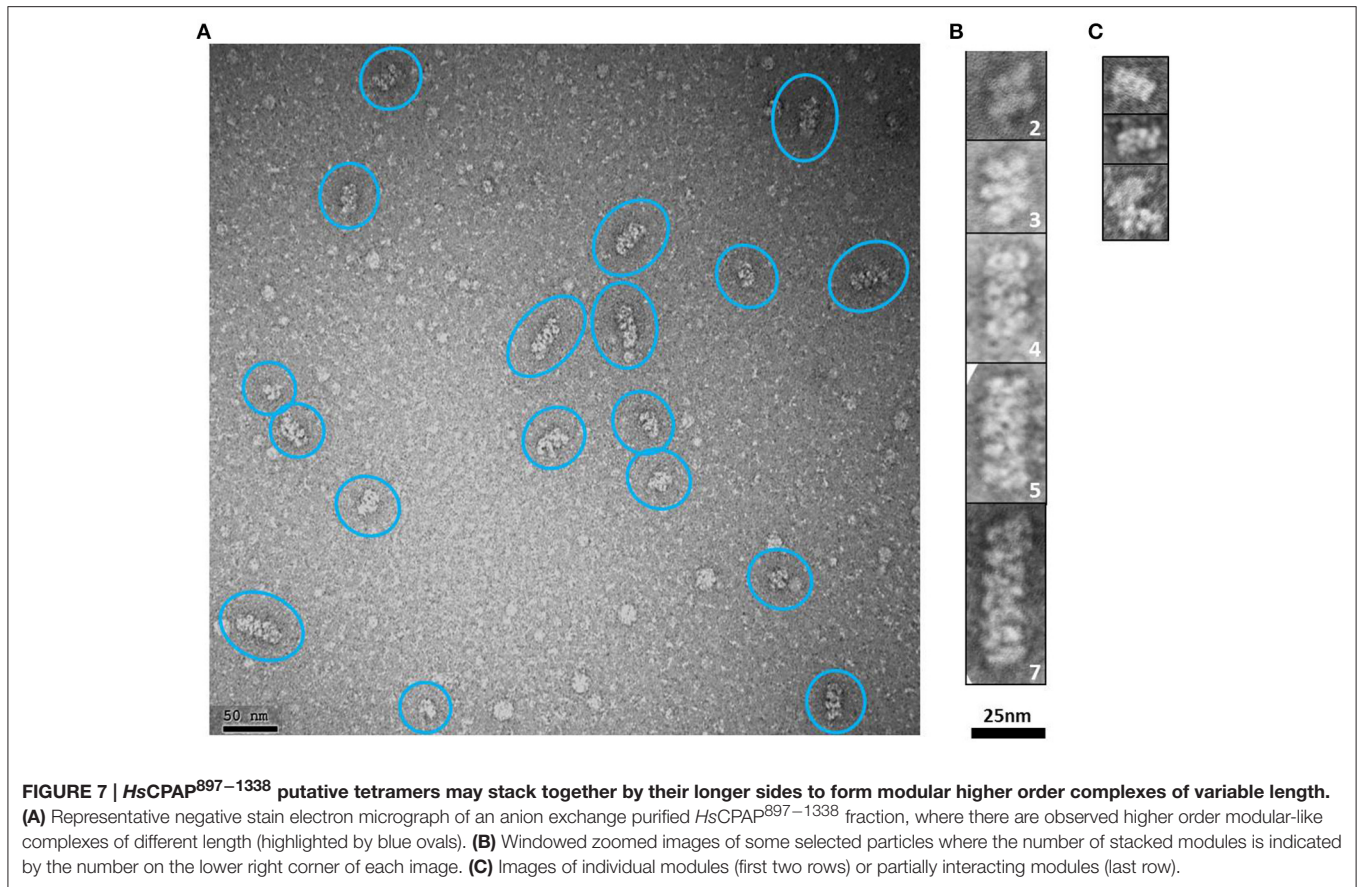 A
B
C
2
3
4
5
7
50 nm
25nm
FIGURE 7 | HsCPAP897−1338 putative tetramers may stack together by their longer sides to form modular higher order complexes of variable length.
(A) Representative negative stain electron micrograph of an anion exchange purified HsCPAP897−1338 fraction, where there are observed higher order modular-like
complexes of different length (highlighted by blue ovals). (B) Windowed zoomed images of some selected particles where the number of stacked modules is indicated
by the number on the lower right corner of each image. (C) Images of individual modules (first two rows) or partially interacting modules (last row).